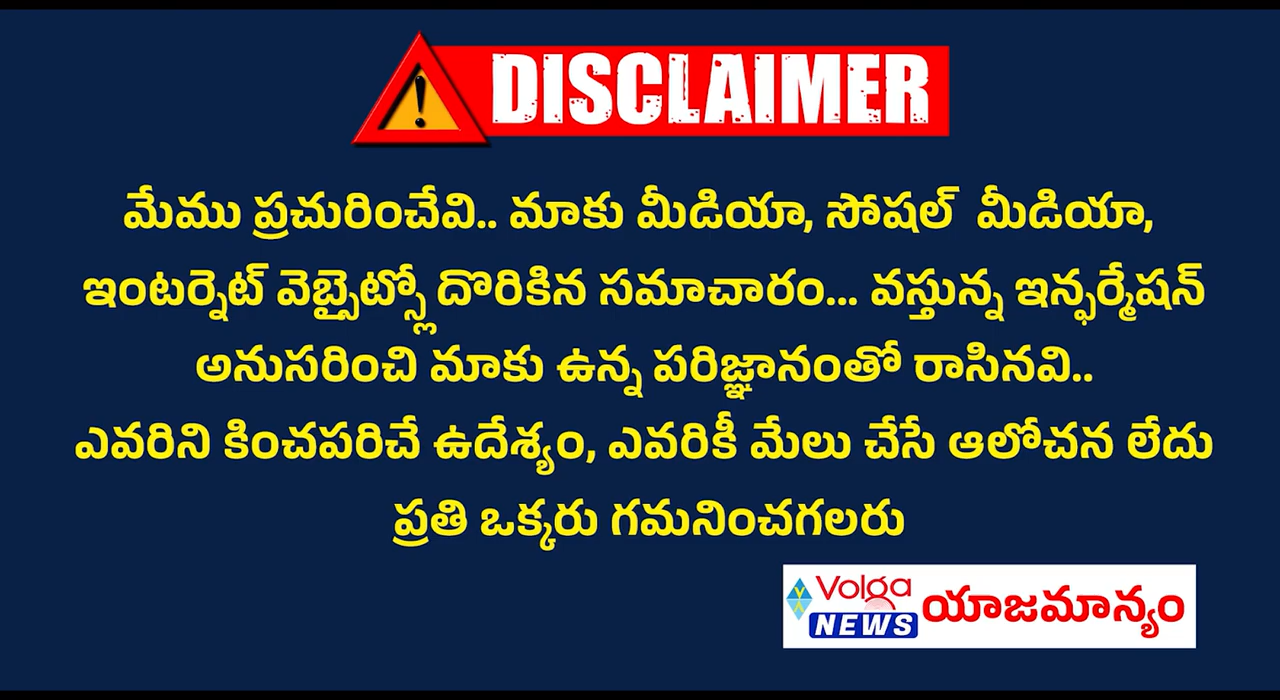 DISCLAIMER
మేము ప్రచురించేవి.. మాకు మీడియా, సోషల్ మీడియా,
ఇంటర్నెట్ వెబ్సైట్స్లో దొరికిన సమాచారం... వస్తున్న ఇన్ఫర్మేషన్
అనుసరించి మాకు ఉన్న పరిజ్ఞానంతో రాసినవి..
ఎవరిని కించపరిచే ఉదేశ్యం, ఎవరికీ మేలు చేసే ఆలోచన లేదు
ప్రతి ఒక్కరు గమనించగలరు
Volga NEWS యాజమాన్యం